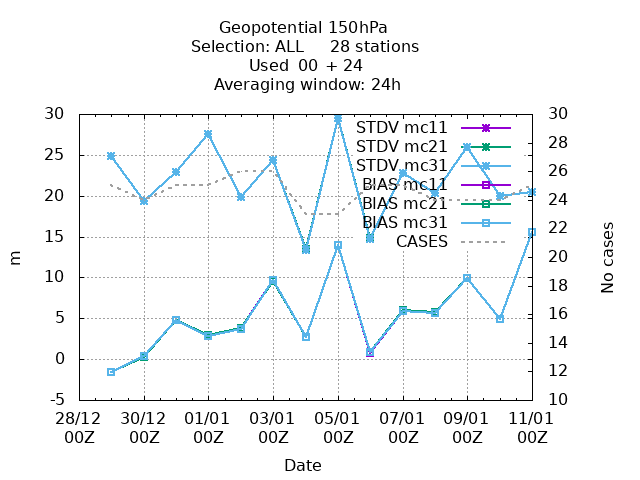 Geopotential 150hPa
Selection: ALL 28 stations
Used 00 + 24
Averaging window: 24h
30 30
STDV mc11
28
STDV mc21
25 STDV mc31 26
BIAS mc11
20 BIAS mc21 24
BIAS mc31
22
15 CASES
m No cases
20
10
18
5 16
14
0
12
-5 10
28/12 30/12 01/01 03/01 05/01 07/01 09/01 11/01
00Z 00Z 00Z 00Z 00Z 00Z 00Z 00Z
Date